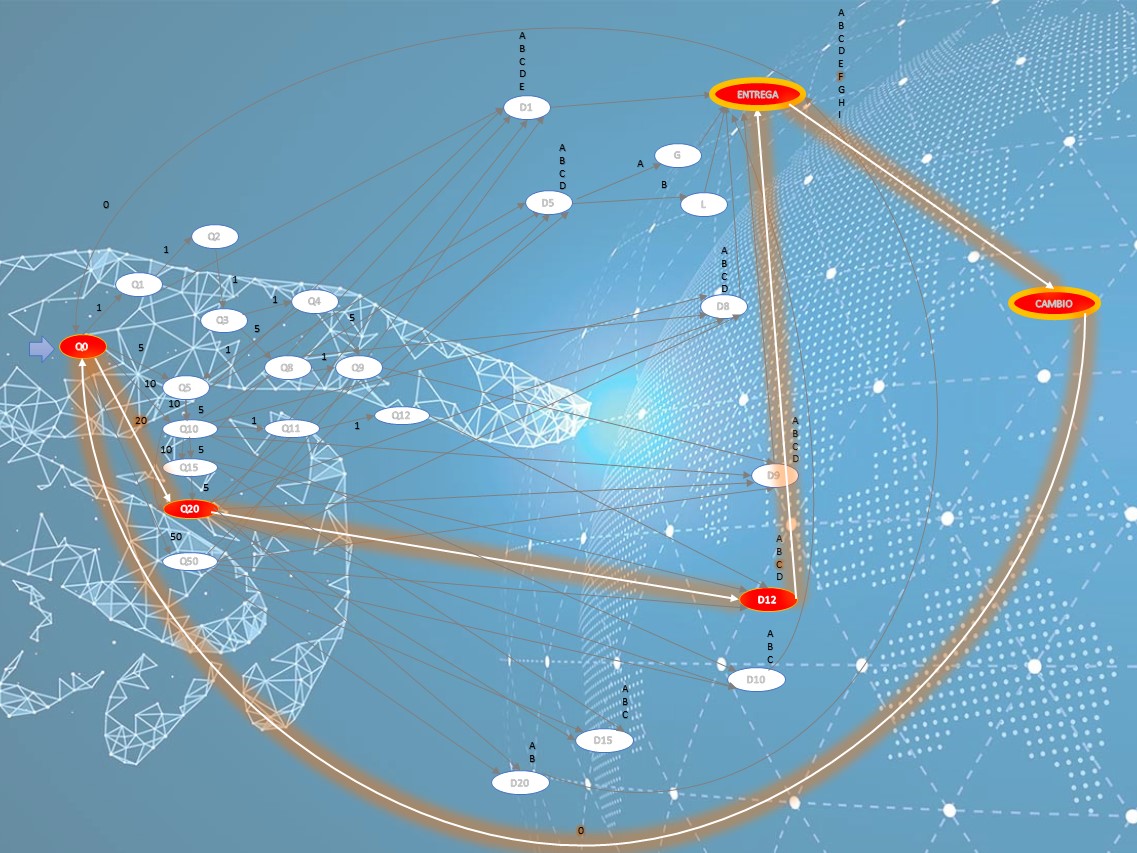 A
B
C
D
E
F
G
H
I
A
B
C
D
E
ENTREGA
D1
A
B
C
D
G
A
B
D5
L
0
Q2
1
Q1
1
1
A
B
C
D
D8
Q3
1
Q4
5
5
CAMBIO
Q0
5
1
Q8
1
Q9
10
Q5
10
5
20
Q10
1
Q11
1
Q12
10
5
Q15
A
B
C
D
D9
5
Q20
50
Q50
A
B
C
D
D12
A
B
C
D10
A
B
C
D15
A
B
D20
0